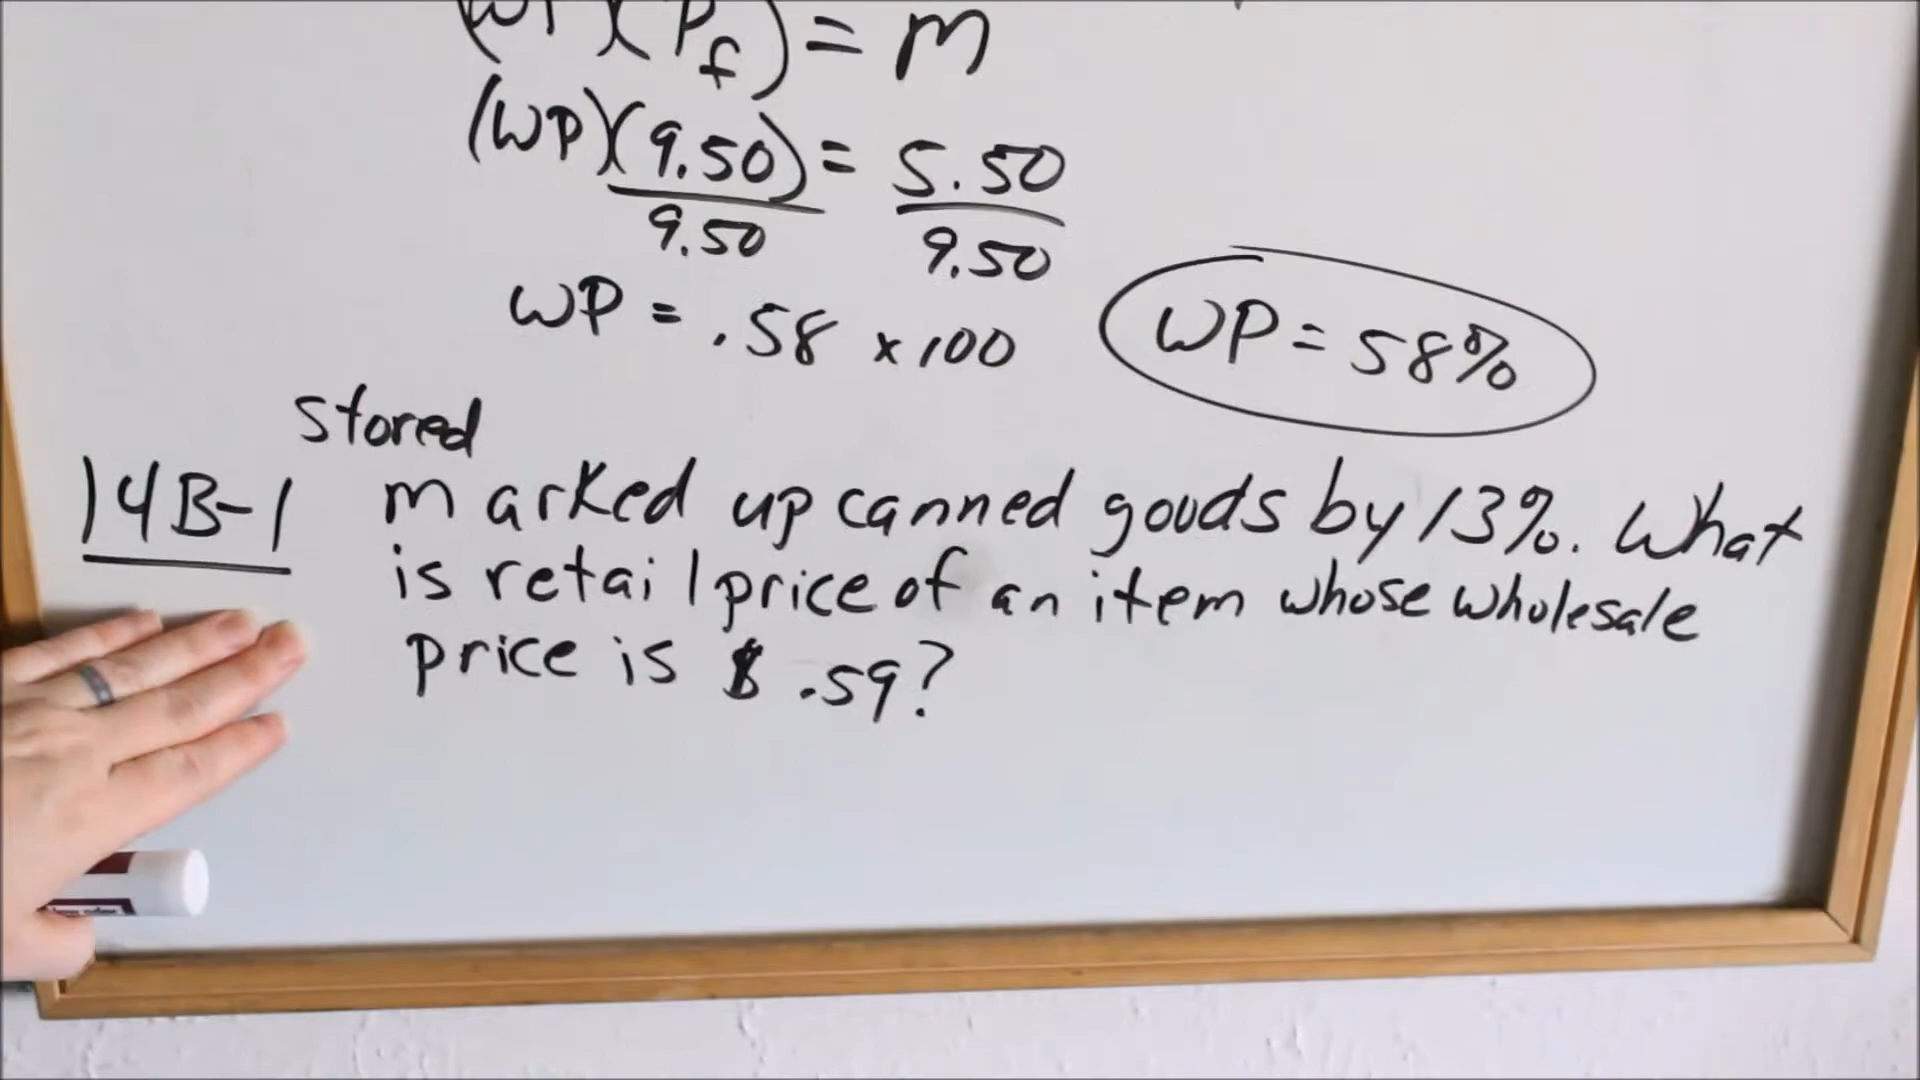 )(Pf) = m
(WP)(9.50) = 5.50
9.50 9.50
WP = .58 x 100
WP = 58%
stored
14B-1 marked up canned goods by 13%. What
is retail price of an item whose wholesale
price is $ .59?